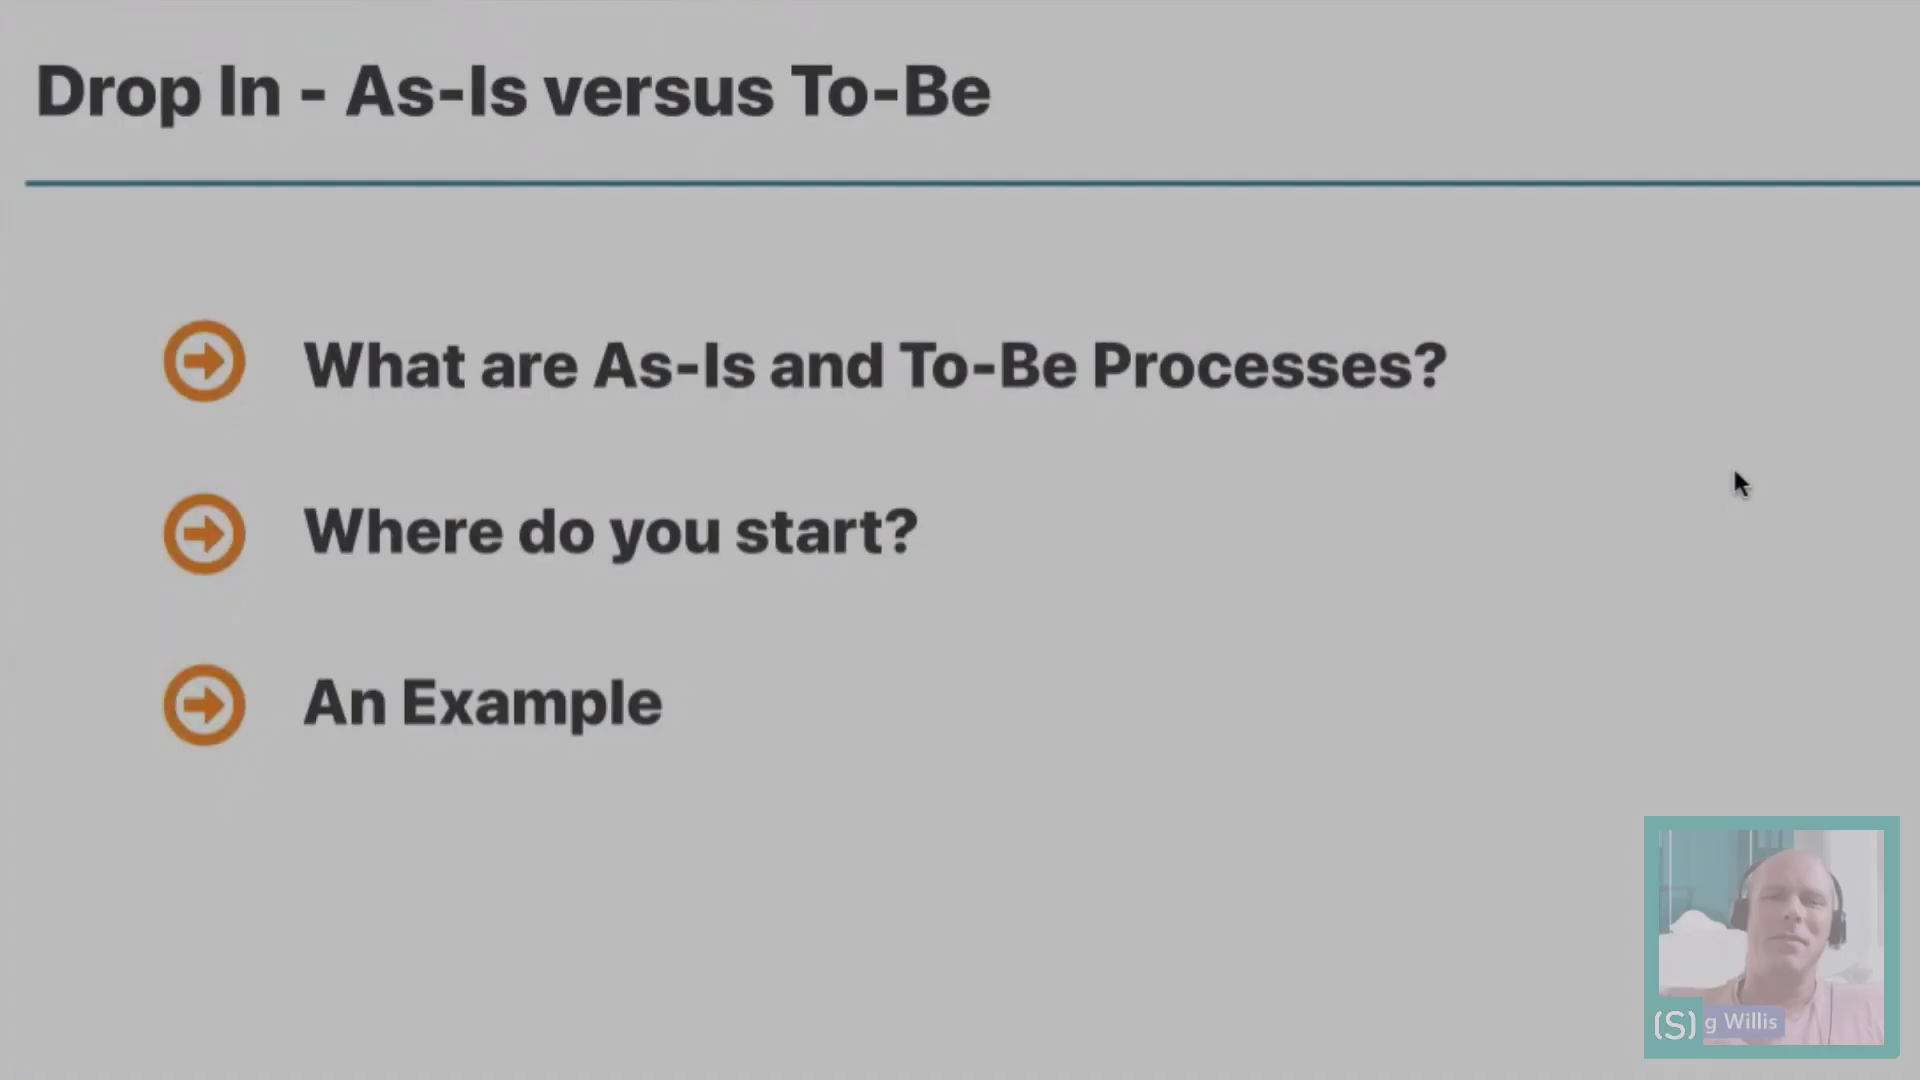 Drop In - As-Is versus To-Be
What are As-Is and To-Be Processes?
Where do you start?
An Example
(S) g Willis